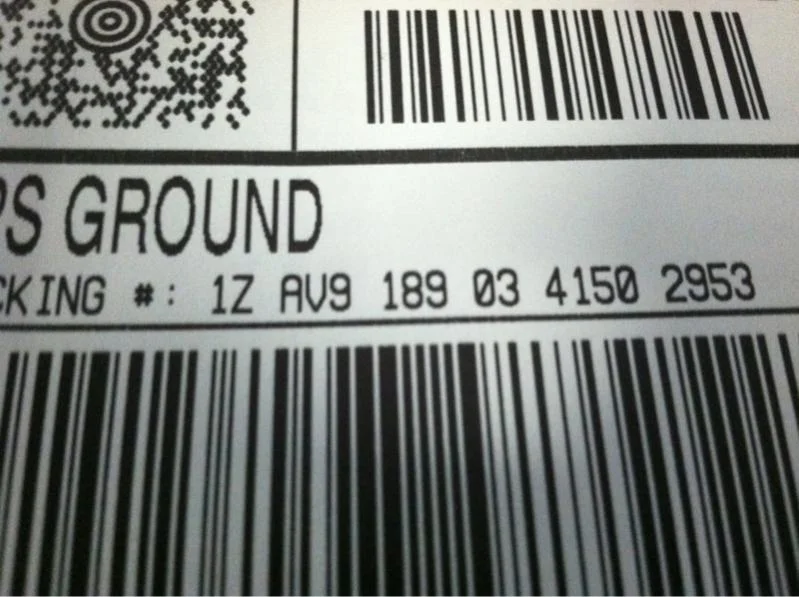 PS GROUND
CKING #: 1Z AV9 189 03 4150 2953